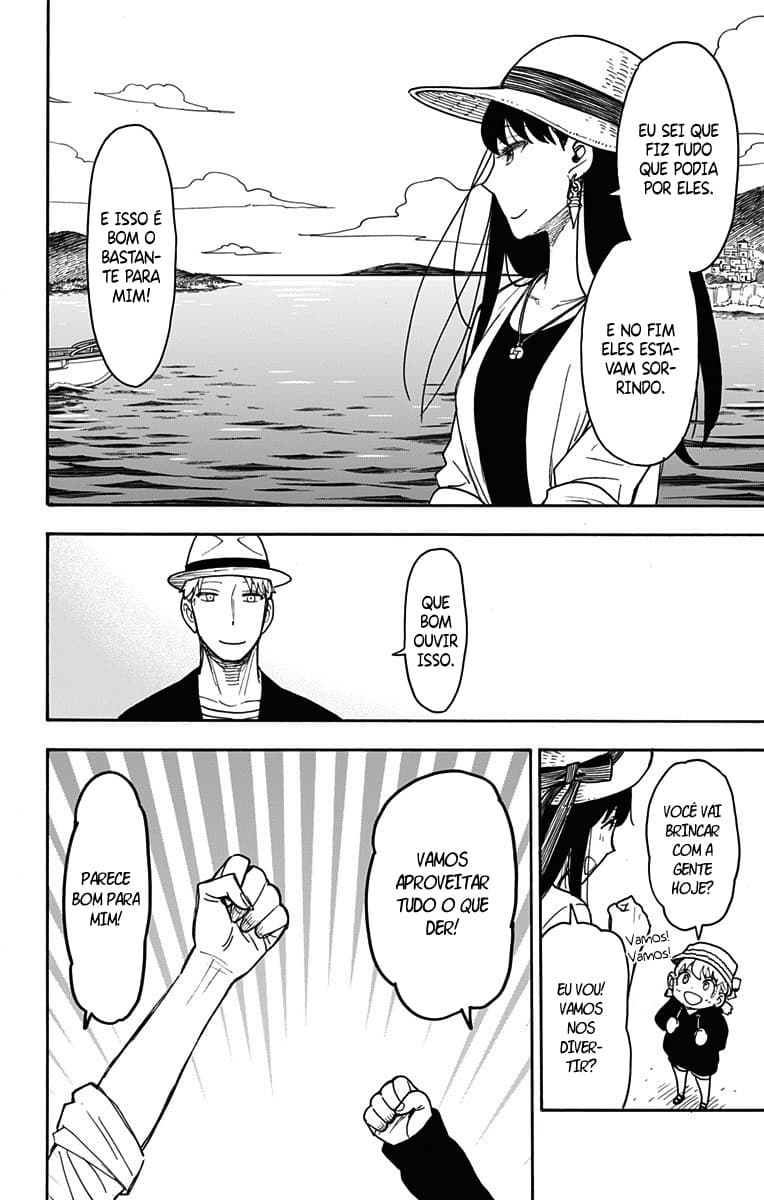 EU SEI QUE
FIZ TUDO
QUE PODIA
POR ELES.
E NO FIM
ELES ESTA-
VAM SOR-
RINDO.
E ISSO É
BOM O
BASTAN-
TE PARA
MIM!
QUE
BOM
OUVIR
ISSO.
VOCÊ VAI
BRINCAR
COM A
GENTE
HOJE?
Vamos!
Vamos!
EU VOU!
VAMOS
NOS
DIVER-
TIR?
VAMOS
APROVEITAR
TUDO O QUE
DER!
PARECE
BOM PARA
MIM!